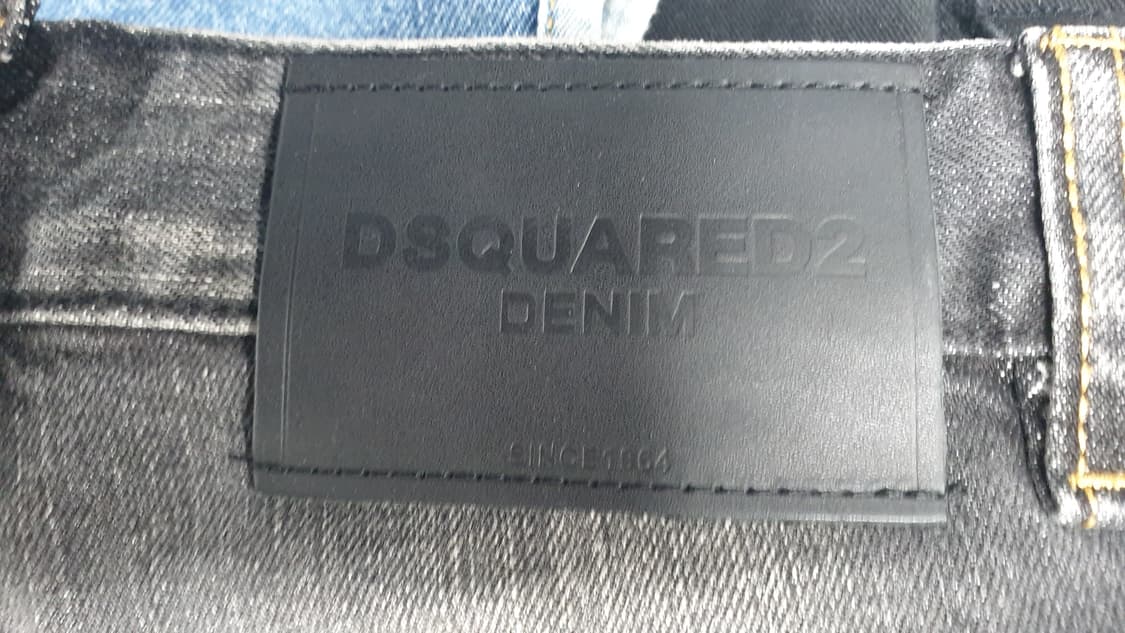 DSQUARED2
DENIM
SINCE 1964